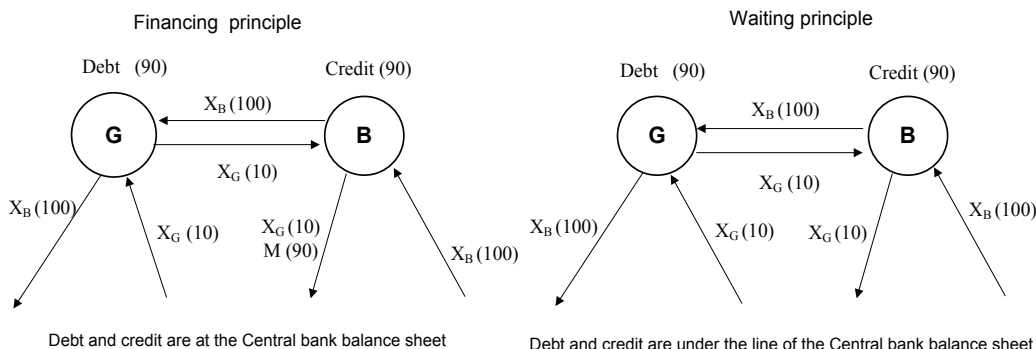 Financing principle
Debt (90)
Credit (90)
X_B (100)
G
B
X_G (10)
X_B (100)
X_G (10)
X_G (10)
M (90)
X_B (100)
Debt and credit are at the Central bank balance sheet
Waiting principle
Debt (90)
Credit (90)
X_B (100)
G
B
X_G (10)
X_B (100)
X_G (10)
X_G (10)
X_B (100)
Debt and credit are under the line of the Central bank balance sheet